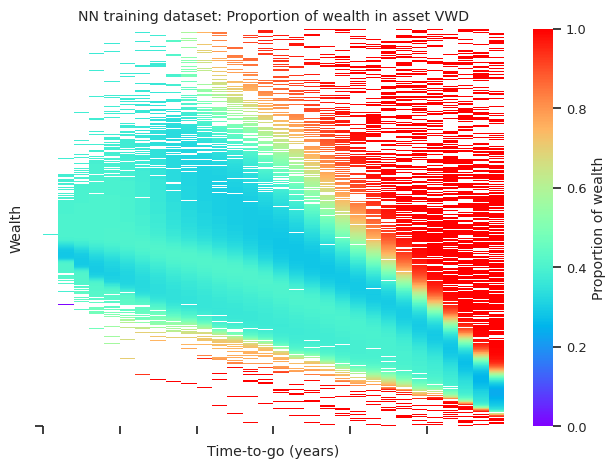 NN training dataset: Proportion of wealth in asset VWD
Wealth
Time-to-go (years)
1.0
0.8
0.6
0.4
0.2
0.0
Proportion of wealth